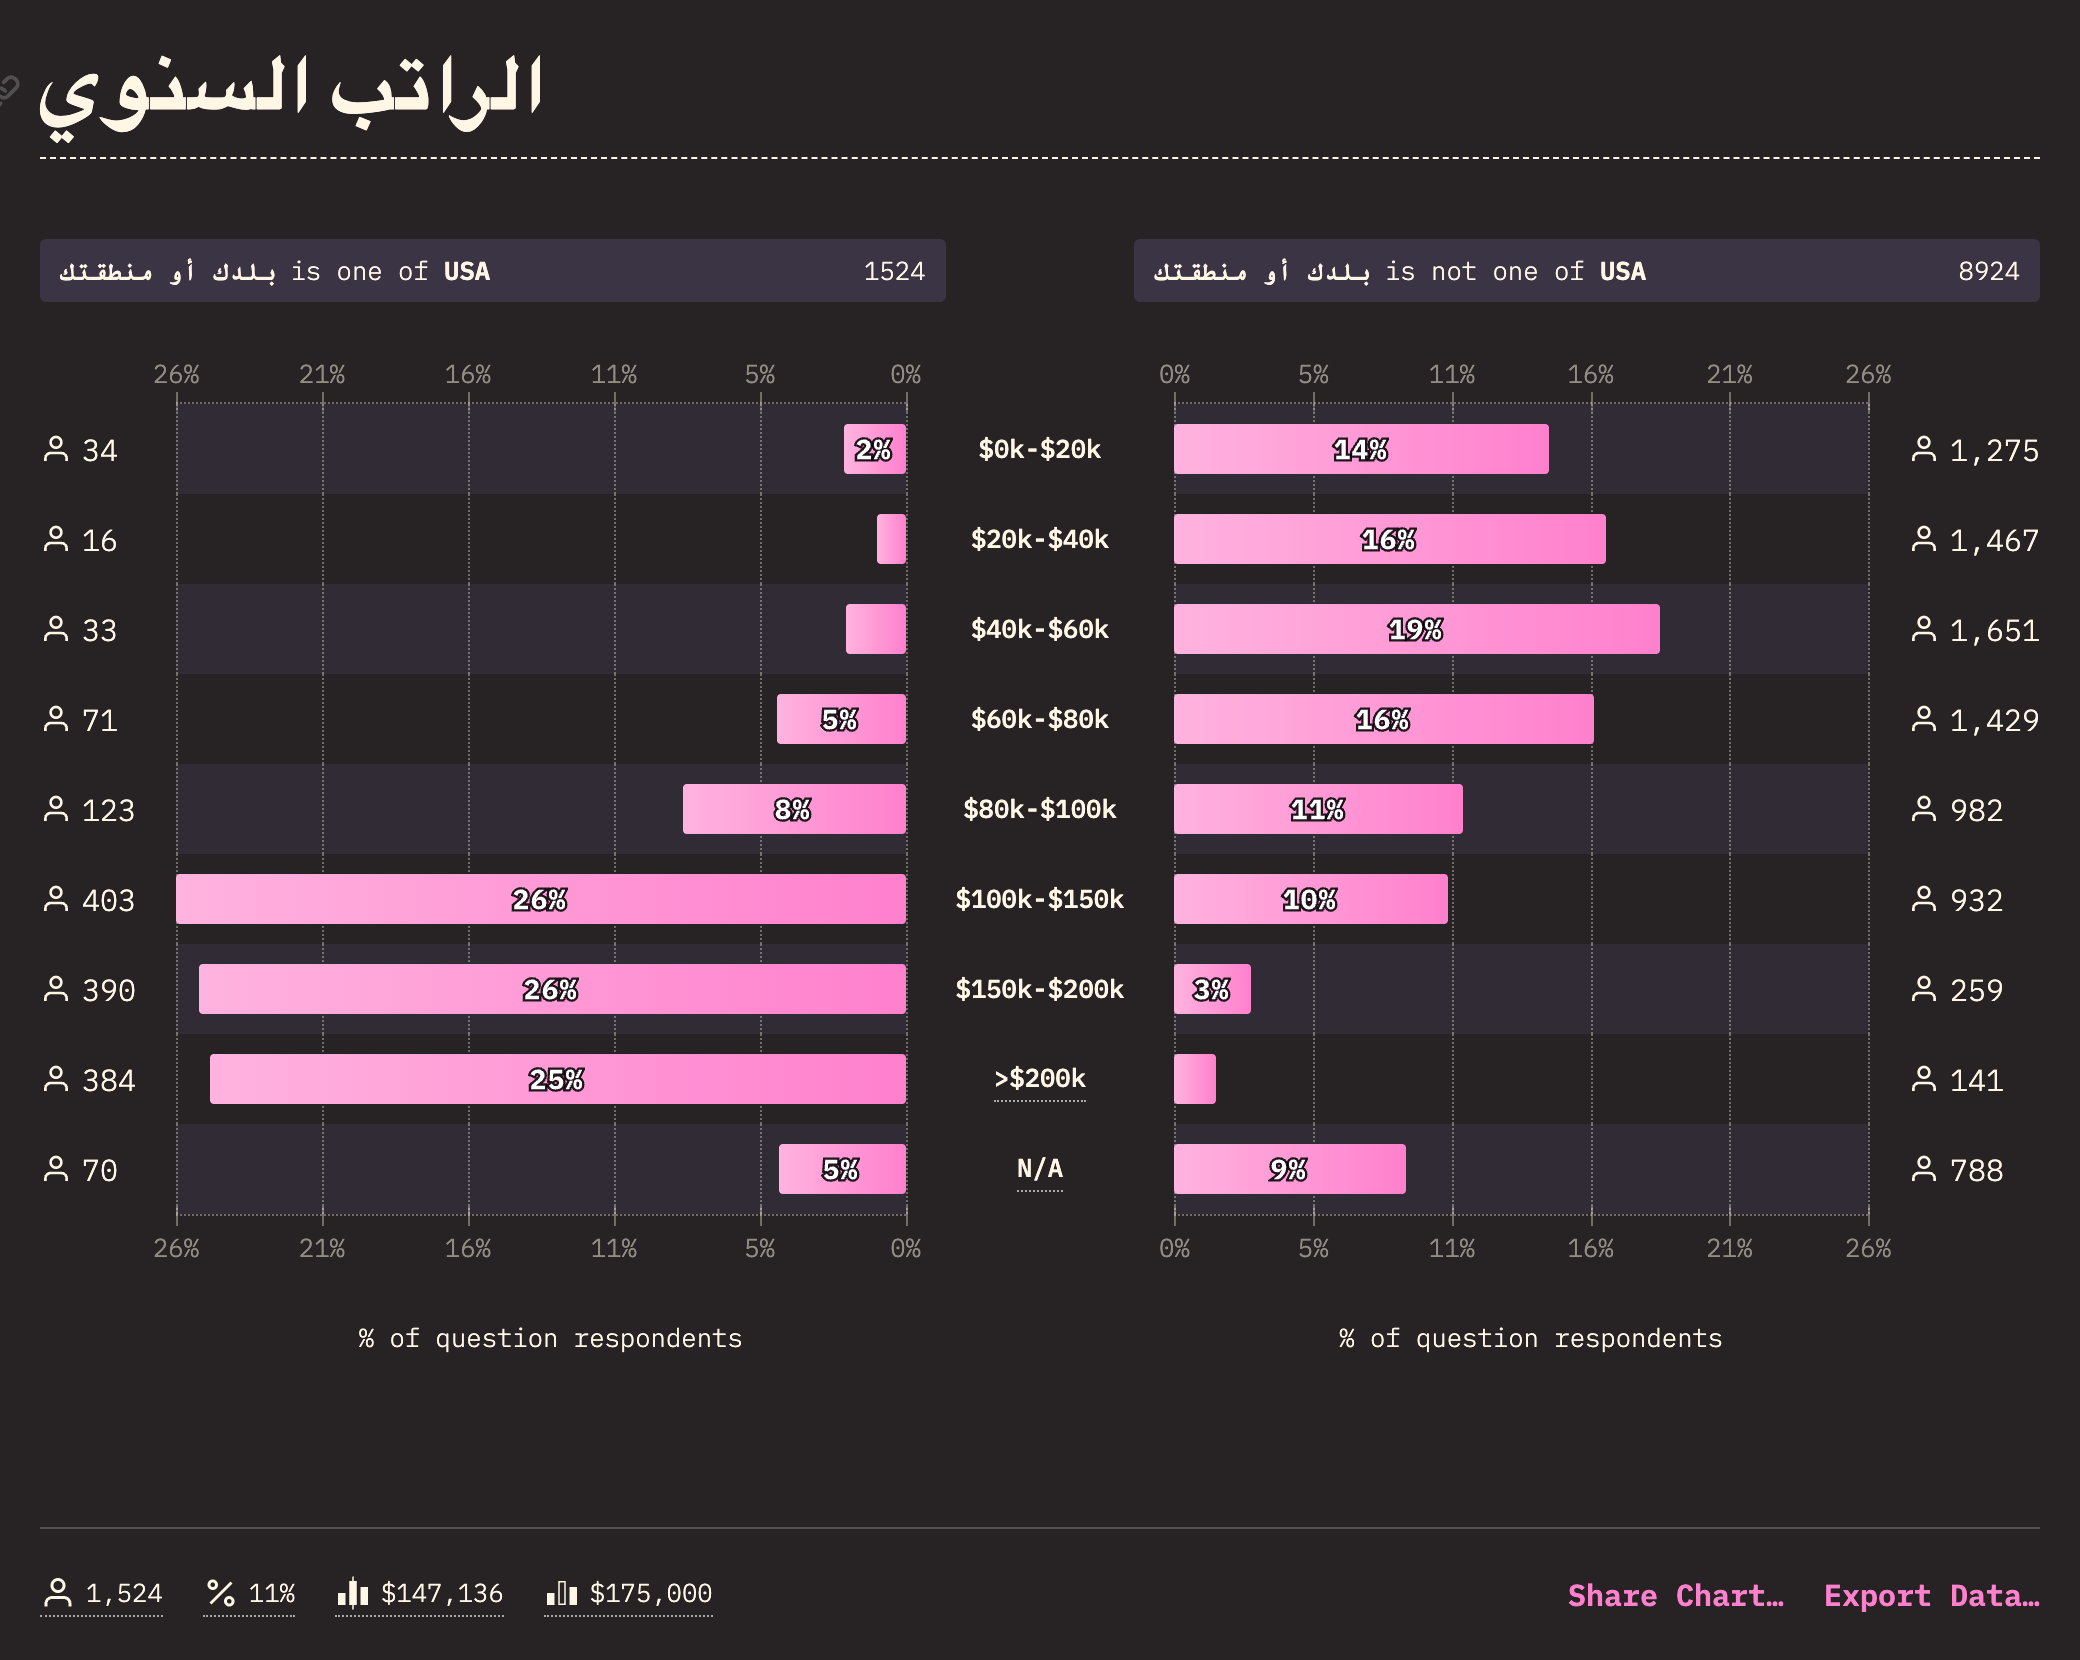 الراتب السنوي
بلدك أو منطقتك is one of USA 1524
بلدك أو منطقتك is not one of USA 8924
26% 21% 16% 11% 5% 0%
0% 5% 11% 16% 21% 26%
34 2% $0k-$20k 14% 1,275
16 $20k-$40k 16% 1,467
33 $40k-$60k 19% 1,651
71 5% $60k-$80k 16% 1,429
123 8% $80k-$100k 11% 982
403 26% $100k-$150k 10% 932
390 26% $150k-$200k 3% 259
384 25% >$200k 141
70 5% N/A 9% 788
26% 21% 16% 11% 5% 0%
0% 5% 11% 16% 21% 26%
% of question respondents
% of question respondents
1,524 11% $147,136 $175,000
Share Chart… Export Data…